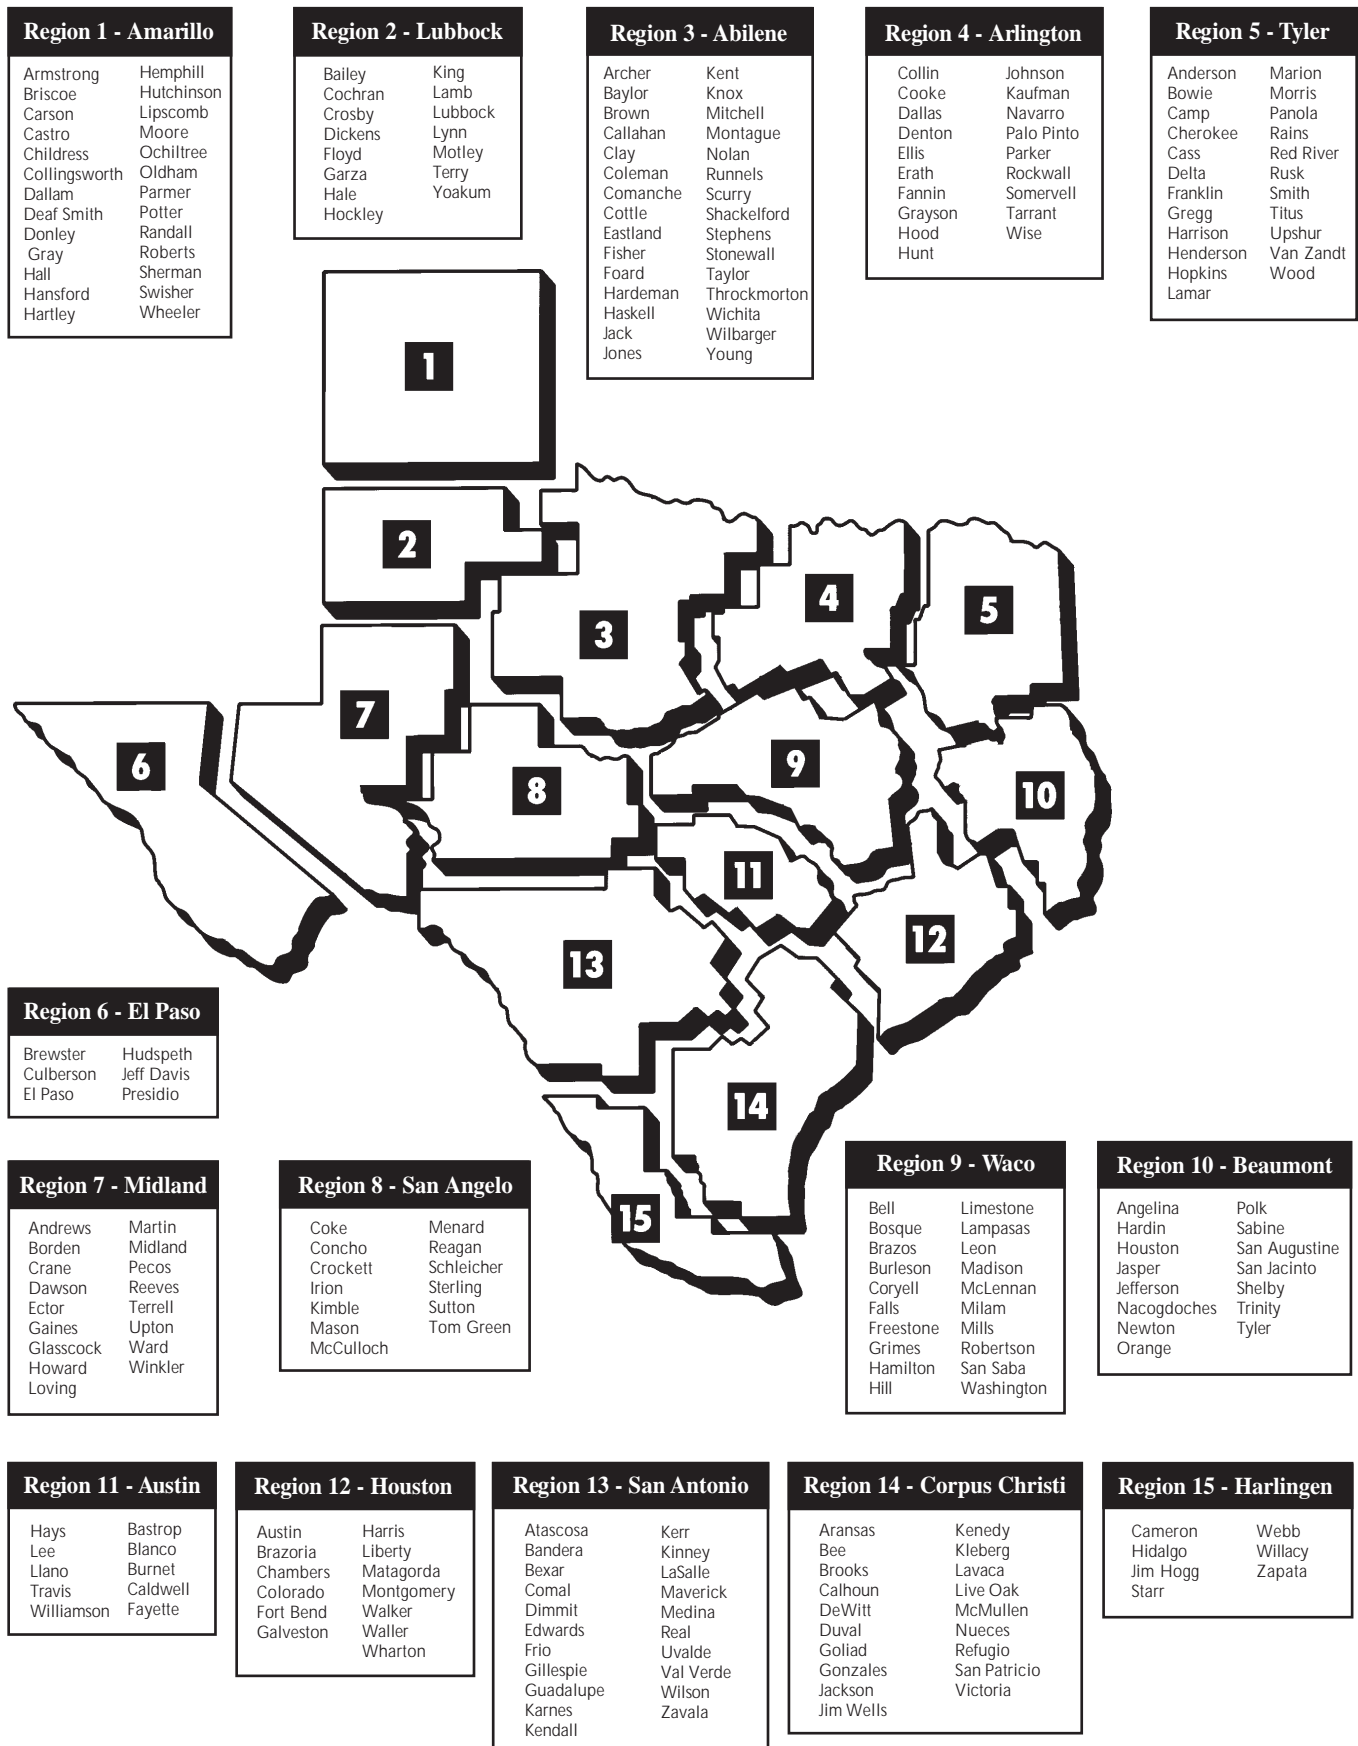 Region 1 - Amarillo
Armstrong
Briscoe
Carson
Castro
Childress
Collingsworth
Dallam
Deaf Smith
Donley
Gray
Hall
Hansford
Hartley
Hemphill
Hutchinson
Lipscomb
Moore
Ochiltree
Oldham
Parmer
Potter
Randall
Roberts
Sherman
Swisher
Wheeler
Region 2 - Lubbock
Bailey
Cochran
Crosby
Dickens
Floyd
Garza
Hale
Hockley
King
Lamb
Lubbock
Lynn
Motley
Terry
Yoakum
Region 3 - Abilene
Archer
Baylor
Brown
Callahan
Clay
Coleman
Comanche
Cottle
Eastland
Fisher
Foard
Hardeman
Haskell
Jack
Jones
Kent
Knox
Mitchell
Montague
Nolan
Runnels
Scurry
Shackelford
Stephens
Stonewall
Taylor
Throckmorton
Wichita
Wilbarger
Young
Region 4 - Arlington
Collin
Cooke
Dallas
Denton
Ellis
Erath
Fannin
Grayson
Hood
Hunt
Johnson
Kaufman
Navarro
Palo Pinto
Parker
Rockwall
Somervell
Tarrant
Wise
Region 5 - Tyler
Anderson
Bowie
Camp
Cherokee
Cass
Delta
Franklin
Gregg
Harrison
Henderson
Hopkins
Lamar
Marion
Morris
Panola
Rains
Red River
Rusk
Smith
Titus
Upshur
Van Zandt
Wood
1
2
3
4
5
6
7
8
9
10
11
12
13
14
15
Region 6 - El Paso
Brewster
Culberson
El Paso
Hudspeth
Jeff Davis
Presidio
Region 7 - Midland
Andrews
Borden
Crane
Dawson
Ector
Gaines
Glasscock
Howard
Loving
Martin
Midland
Pecos
Reeves
Terrell
Upton
Ward
Winkler
Region 8 - San Angelo
Coke
Concho
Crockett
Irion
Kimble
Mason
McCulloch
Menard
Reagan
Schleicher
Sterling
Sutton
Tom Green
Region 9 - Waco
Bell
Bosque
Brazos
Burleson
Coryell
Falls
Freestone
Grimes
Hamilton
Hill
Limestone
Lampasas
Leon
Madison
McLennan
Milam
Mills
Robertson
San Saba
Washington
Region 10 - Beaumont
Angelina
Hardin
Houston
Jasper
Jefferson
Nacogdoches
Newton
Orange
Polk
Sabine
San Augustine
San Jacinto
Shelby
Trinity
Tyler
Region 11 - Austin
Hays
Lee
Llano
Travis
Williamson
Bastrop
Blanco
Burnet
Caldwell
Fayette
Region 12 - Houston
Austin
Brazoria
Chambers
Colorado
Fort Bend
Galveston
Harris
Liberty
Matagorda
Montgomery
Walker
Waller
Wharton
Region 13 - San Antonio
Atascosa
Bandera
Bexar
Comal
Dimmit
Edwards
Frio
Gillespie
Guadalupe
Karnes
Kendall
Kerr
Kinney
LaSalle
Maverick
Medina
Real
Uvalde
Val Verde
Wilson
Zavala
Region 14 - Corpus Christi
Aransas
Bee
Brooks
Calhoun
DeWitt
Duval
Goliad
Gonzales
Jackson
Jim Wells
Kenedy
Kleberg
Lavaca
Live Oak
McMullen
Nueces
Refugio
San Patricio
Victoria
Region 15 - Harlingen
Cameron
Hidalgo
Jim Hogg
Starr
Webb
Willacy
Zapata